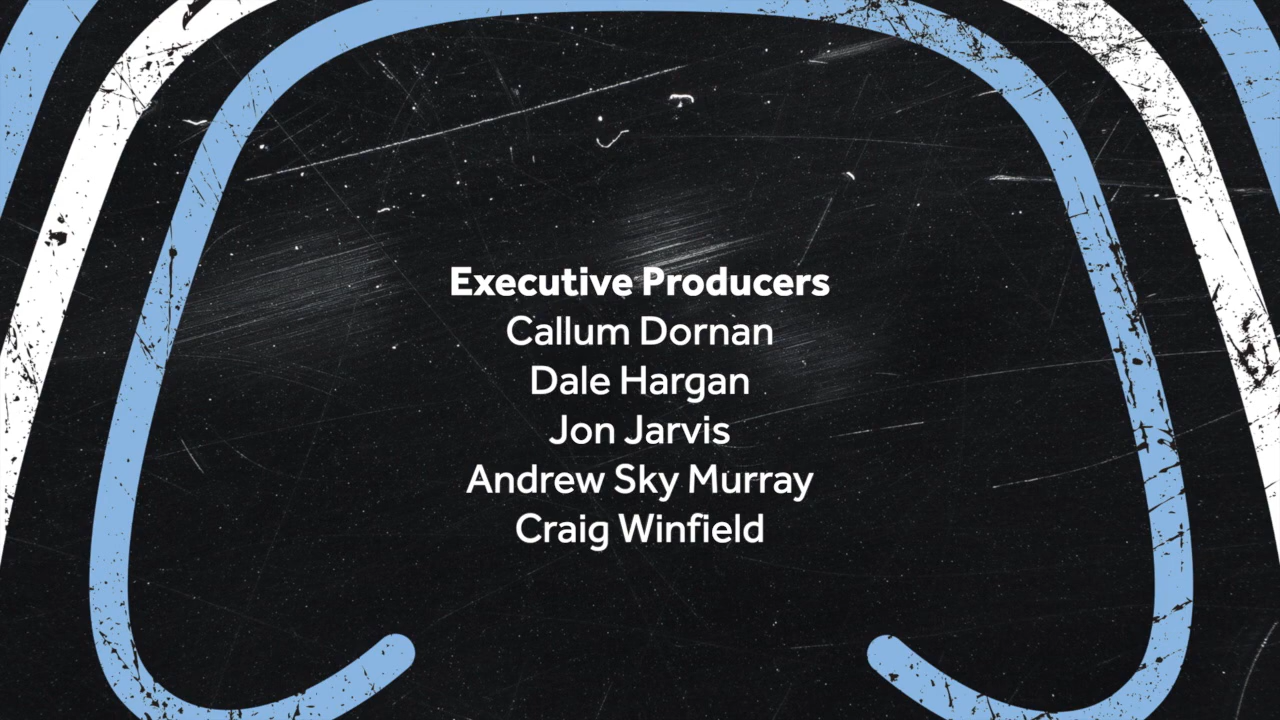 Executive Producers
Callum Dornan
Dale Hargan
Jon Jarvis
Andrew Sky Murray
Craig Winfield